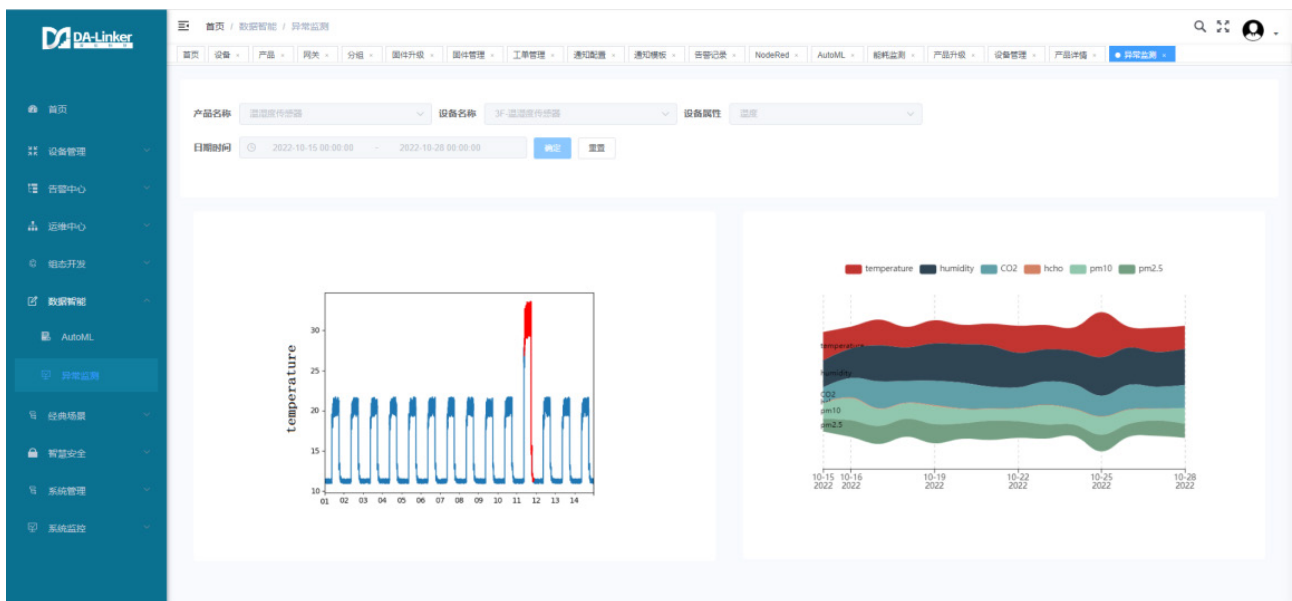 DA-Linker
首页 / 数据智能 / 异常监测
首页 设备 × 产品 × 网关 × 分组 × 固件升级 × 固件管理 × 工单管理 × 通知配置 × 通知模板 × 告警记录 × NodeRed × AutoML × 能耗监测 × 产品升级 × 设备管理 × 产品详情 × 异常监测 ×
首页
设备管理
告警中心
运维中心
组态开发
数据智能
AutoML
异常监测
经典场景
智慧安全
系统管理
系统监控
产品名称 温湿度传感器 设备名称 3F-温湿度传感器 设备属性 温度
日期时间 2022-10-15 00:00:00 - 2022-10-28 00:00:00 确定 重置
temperature
30
25
20
15
10
01 02 03 04 05 06 07 08 09 10 11 12 13 14
temperature humidity CO2 hcho pm10 pm2.5
temperature
humidity
CO2
pm10
pm2.5
10-15 10-16 10-19 10-22 10-25 10-28
2022 2022 2022 2022 2022 2022